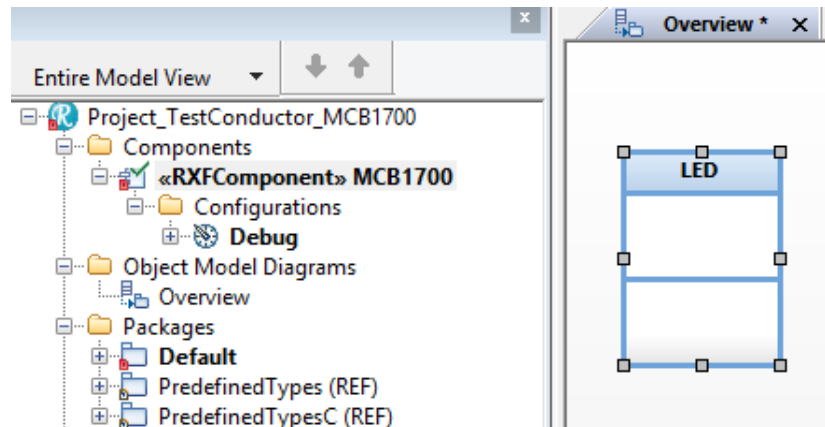 Entire Model View
Project_TestConductor_MCB1700
Components
«RXFComponent» MCB1700
Configurations
Debug
Object Model Diagrams
Overview
Packages
Default
PredefinedTypes (REF)
PredefinedTypesC (REF)
Overview *
LED